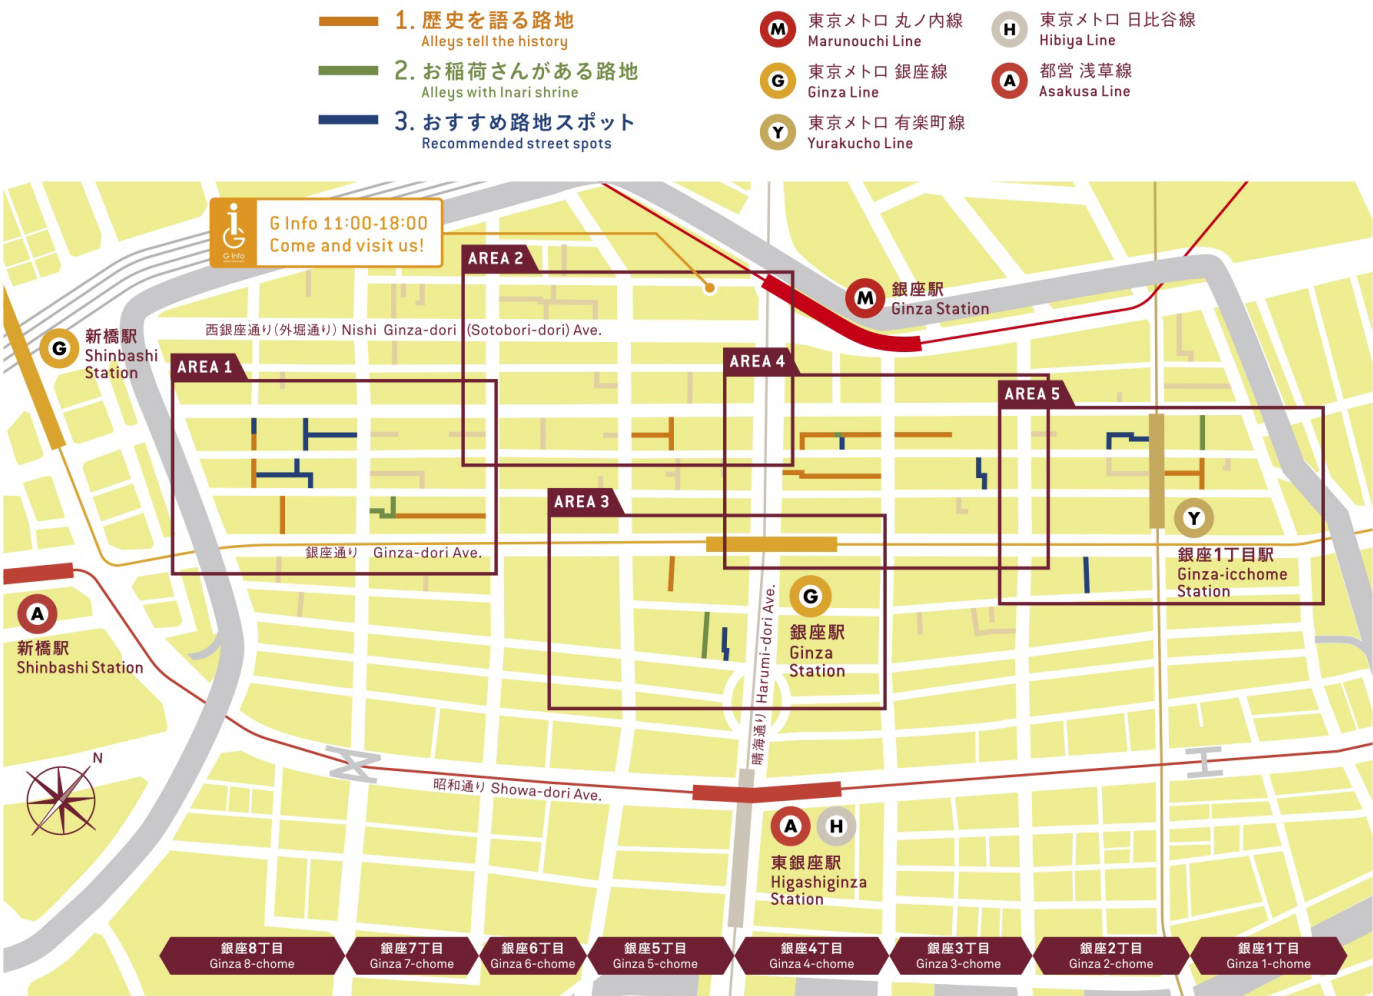 1. 歴史を語る路地
Alleys tell the history
2. お稲荷さんがある路地
Alleys with Inari shrine
3. おすすめ路地スポット
Recommended street spots
M 東京メトロ 丸ノ内線
Marunouchi Line
G 東京メトロ 銀座線
Ginza Line
Y 東京メトロ 有楽町線
Yurakucho Line
H 東京メトロ 日比谷線
Hibiya Line
A 都営 浅草線
Asakusa Line
i G
G Info
G Info 11:00-18:00
Come and visit us!
AREA 2
M 銀座駅
Ginza Station
西銀座通り(外堀通り) Nishi Ginza-dori (Sotobori-dori) Ave.
G 新橋駅
Shinbashi
Station
AREA 1
AREA 4
AREA 5
AREA 3
Y
銀座通り Ginza-dori Ave.
銀座1丁目駅
Ginza-icchome
Station
A
新橋駅
Shinbashi Station
G
銀座駅
Ginza
Station
晴海通り Harumi-dori Ave.
N
昭和通り Showa-dori Ave.
A H
東銀座駅
Higashiginza
Station
銀座8丁目
Ginza 8-chome
銀座7丁目
Ginza 7-chome
銀座6丁目
Ginza 6-chome
銀座5丁目
Ginza 5-chome
銀座4丁目
Ginza 4-chome
銀座3丁目
Ginza 3-chome
銀座2丁目
Ginza 2-chome
銀座1丁目
Ginza 1-chome